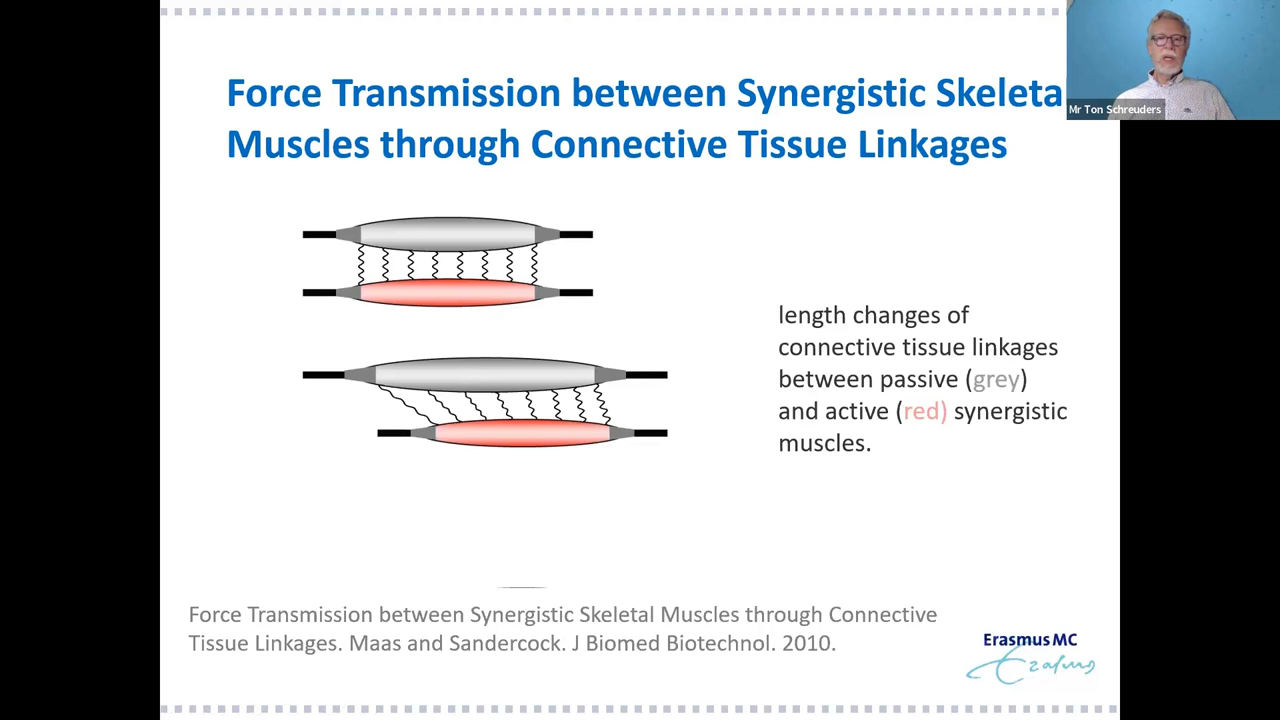 Force Transmission between Synergistic Skeleta
Muscles through Connective Tissue Linkages
Mr Ton Schreuders
length changes of
connective tissue linkages
between passive (grey)
and active (red) synergistic
muscles.
Force Transmission between Synergistic Skeletal Muscles through Connective
Tissue Linkages. Maas and Sandercock. J Biomed Biotechnol. 2010.
Erasmus MC
Erasmus